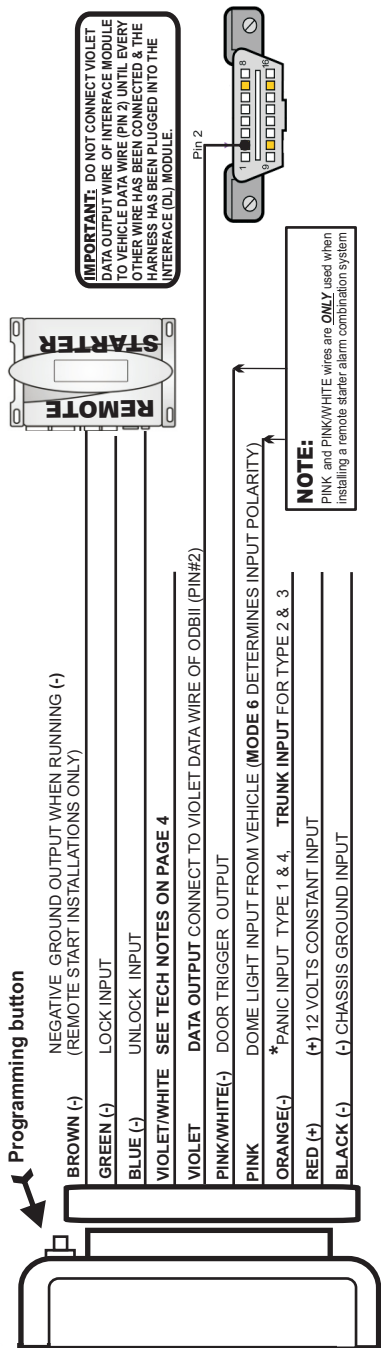 Programming button
NEGATIVE GROUND OUTPUT WHEN RUNNING (-)
BROWN (-) (REMOTE START INSTALLATIONS ONLY)
GREEN (-) LOCK INPUT
BLUE (-) UNLOCK INPUT
VIOLET/WHITE SEE TECH NOTES ON PAGE 4
VIOLET DATA OUTPUT CONNECT TO VIOLET DATA WIRE OF ODBII (PIN#2)
PINK/WHITE(-) DOOR TRIGGER OUTPUT
PINK DOME LIGHT INPUT FROM VEHICLE (MODE 6 DETERMINES INPUT POLARITY)
ORANGE(-) *PANIC INPUT TYPE 1 & 4, TRUNK INPUT FOR TYPE 2 & 3
RED (+) (+) 12 VOLTS CONSTANT INPUT
BLACK (-) (-) CHASSIS GROUND INPUT
REMOTE
STARTER
IMPORTANT: DO NOT CONNECT VIOLET
DATA OUTPUT WIRE OF INTERFACE MODULE
TO VEHICLE DATA WIRE (PIN 2) UNTIL EVERY
OTHER WIRE HAS BEEN CONNECTED & THE
HARNESS HAS BEEN PLUGGED INTO THE
INTERFACE (DL) MODULE.
Pin 2
1 8
9 16
NOTE:
PINK and PINK/WHITE wires are ONLY used when
installing a remote starter alarm combination system